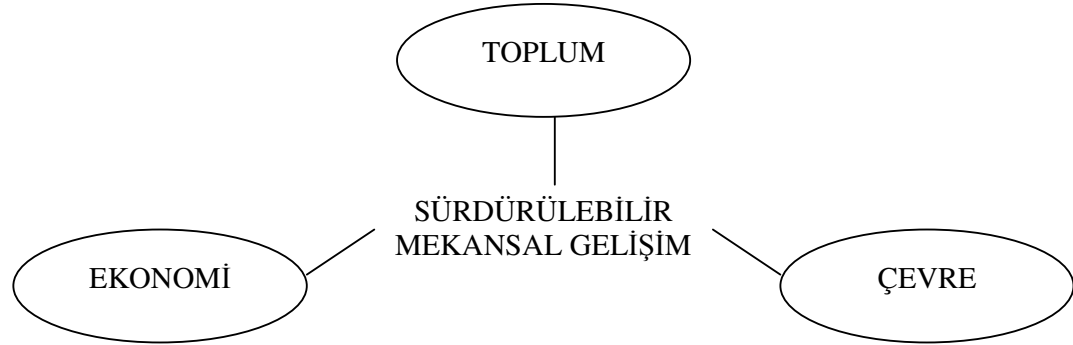 TOPLUM
SÜRDÜRÜLEBİLİR
MEKANSAL GELİŞİM
EKONOMİ
ÇEVRE